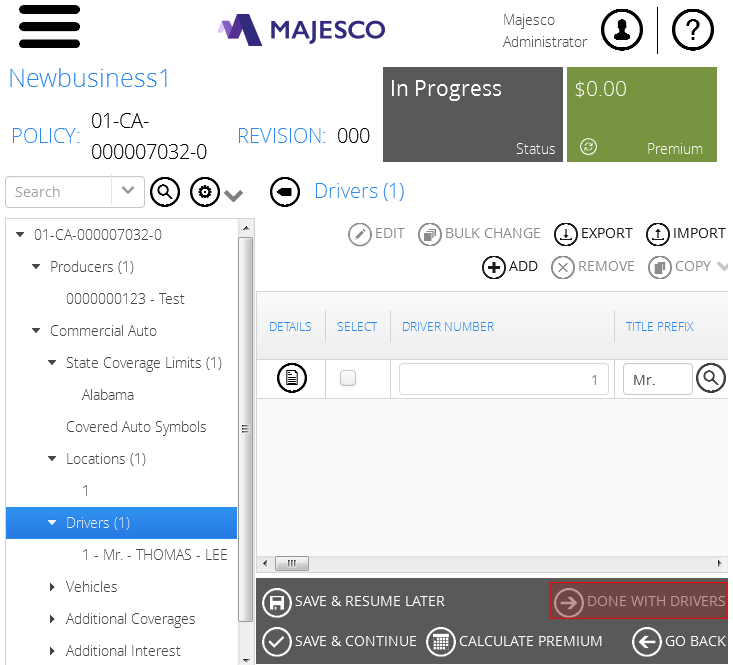 MAJESCO
Majesco
Administrator
?
Newbusiness1
POLICY: 01-CA-
000007032-0
REVISION: 000
In Progress
Status
$0.00
Premium
Search
Drivers (1)
01-CA-000007032-0
Producers (1)
0000000123 - Test
Commercial Auto
State Coverage Limits (1)
Alabama
Covered Auto Symbols
Locations (1)
1
Drivers (1)
1 - Mr. - THOMAS - LEE
Vehicles
Additional Coverages
Additional Interest
EDIT BULK CHANGE EXPORT IMPORT
ADD REMOVE COPY
DETAILS SELECT DRIVER NUMBER TITLE PREFIX
1 Mr.
SAVE & RESUME LATER DONE WITH DRIVERS
SAVE & CONTINUE CALCULATE PREMIUM GO BACK